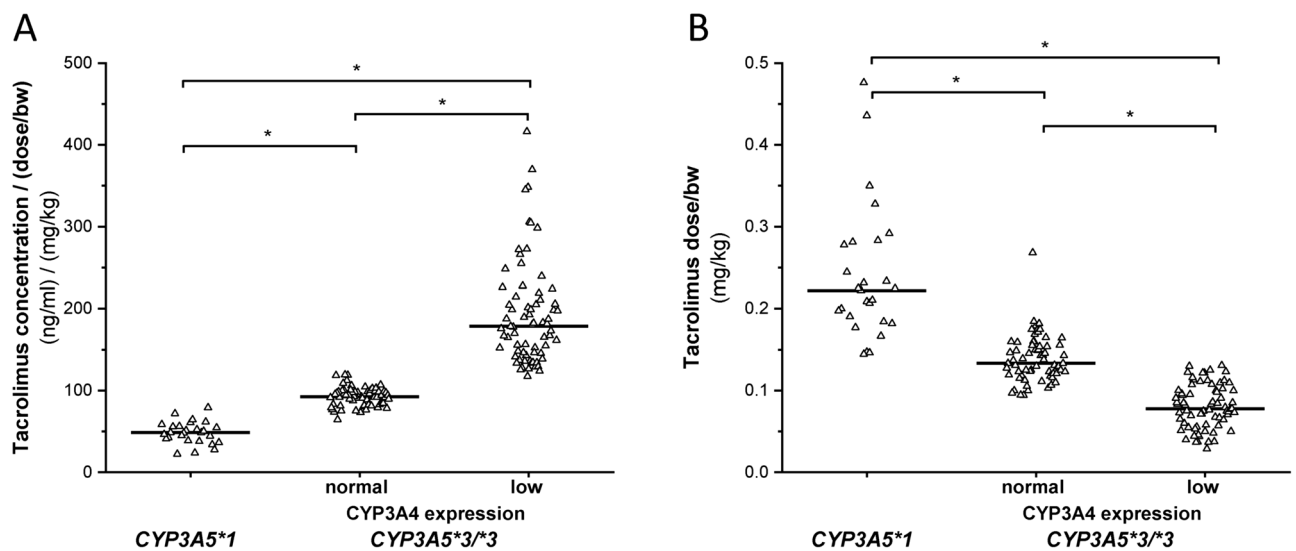 A
Tacrolimus concentration / (dose/bw)
(ng/ml) / (mg/kg)
500
400
300
200
100
0
*
*
*
normal
low
CYP3A4 expression
CYP3A5*1
CYP3A5*3/*3
B
Tacrolimus dose/bw
(mg/kg)
0.5
0.4
0.3
0.2
0.1
0.0
*
*
*
normal
low
CYP3A4 expression
CYP3A5*1
CYP3A5*3/*3